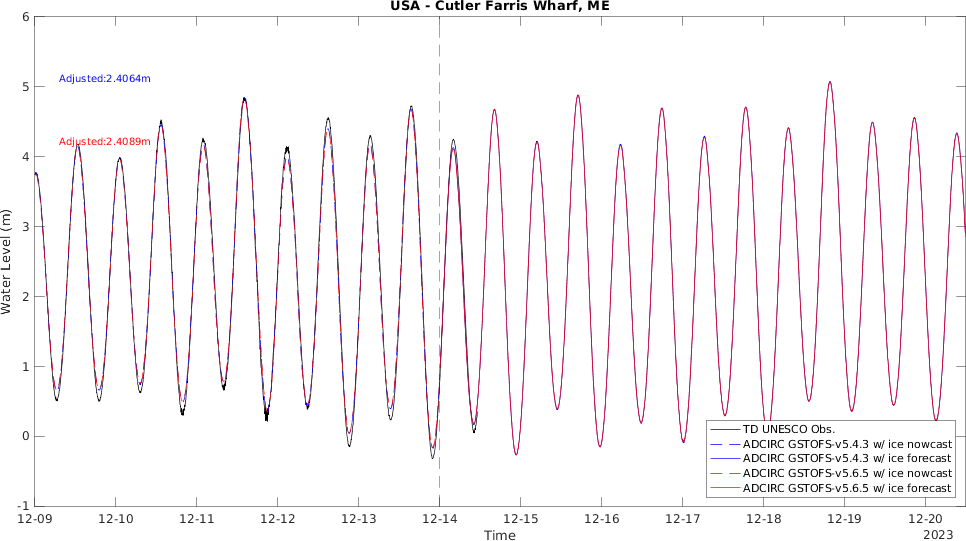 USA - Cutler Farris Wharf, ME
6
5
4
3
2
1
0
-1
Water Level (m)
Adjusted:2.4064m
Adjusted:2.4089m
TD UNESCO Obs.
ADCIRC GSTOFS-v5.4.3 w/ ice nowcast
ADCIRC GSTOFS-v5.4.3 w/ ice forecast
ADCIRC GSTOFS-v5.6.5 w/ ice nowcast
ADCIRC GSTOFS-v5.6.5 w/ ice forecast
12-09 12-10 12-11 12-12 12-13 12-14 12-15 12-16 12-17 12-18 12-19 12-20
Time
2023